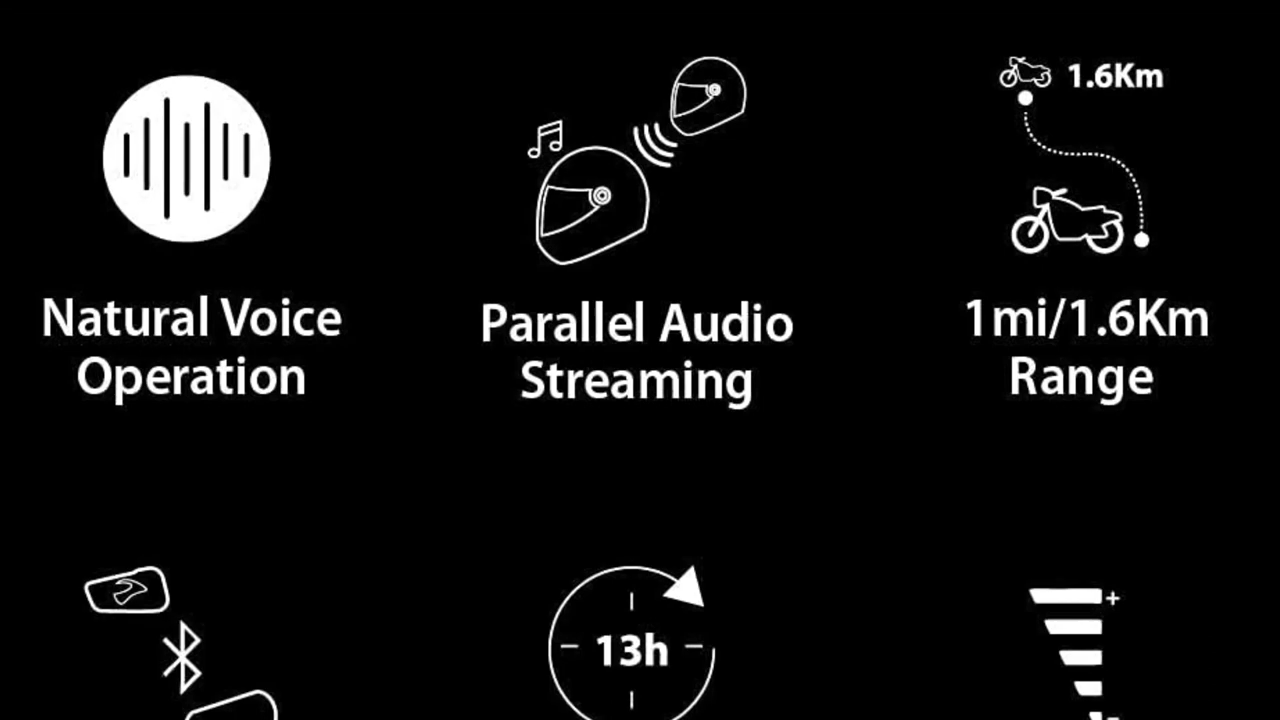 1.6Km
Natural Voice
Operation
Parallel Audio
Streaming
1mi/1.6Km
Range
13h
+